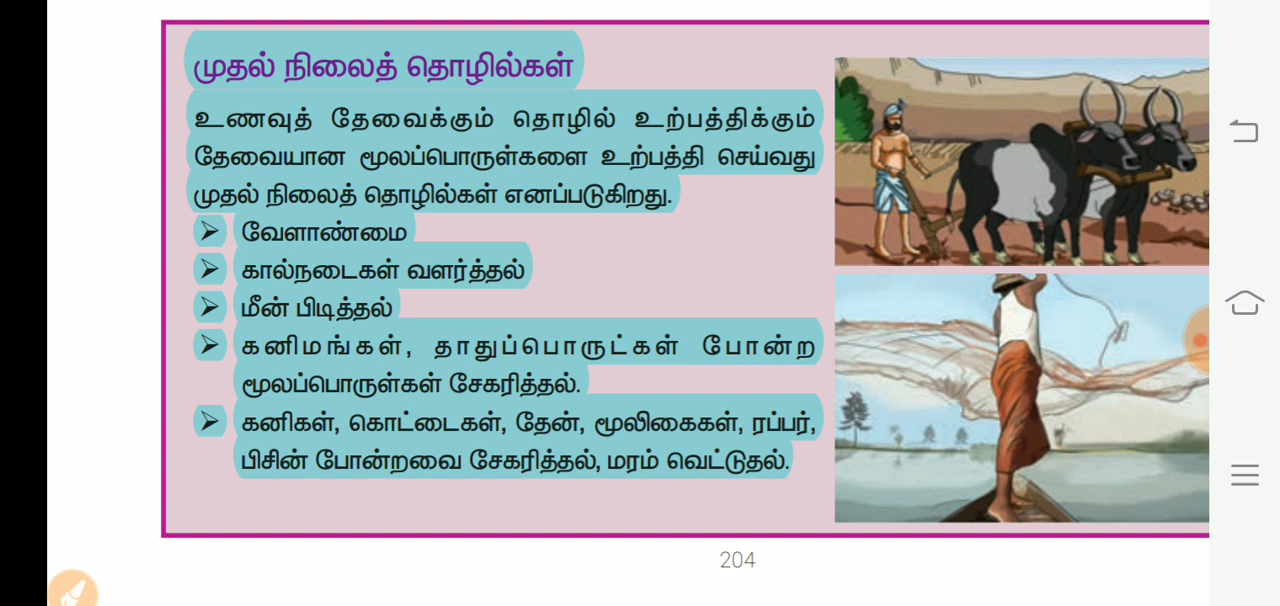 முதல் நிலைத் தொழில்கள்
உணவுத் தேவைக்கும் தொழில் உற்பத்திக்கும்
தேவையான மூலப்பொருள்களை உற்பத்தி செய்வது
முதல் நிலைத் தொழில்கள் எனப்படுகிறது.
➢ வேளாண்மை
➢ கால்நடைகள் வளர்த்தல்
➢ மீன் பிடித்தல்
➢ கனிமங்கள், தாதுப்பொருட்கள் போன்ற
மூலப்பொருள்கள் சேகரித்தல்.
➢ கனிகள், கொட்டைகள், தேன், மூலிகைகள், ரப்பர்,
பிசின் போன்றவை சேகரித்தல், மரம் வெட்டுதல்.
204